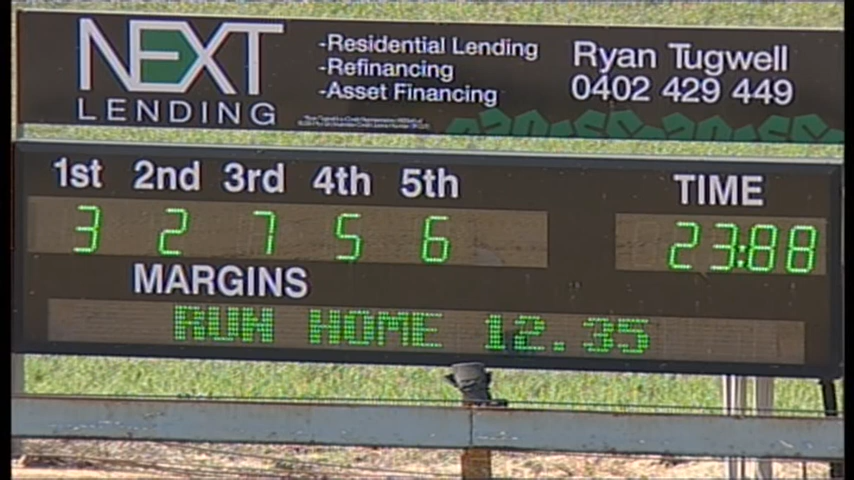 NEXT
LENDING
-Residential Lending
-Refinancing
-Asset Financing
Ryan Tugwell
0402 429 449
1st 2nd 3rd 4th 5th
3 2 7 5 6
TIME
23:88
MARGINS
RUN HOME 12.35